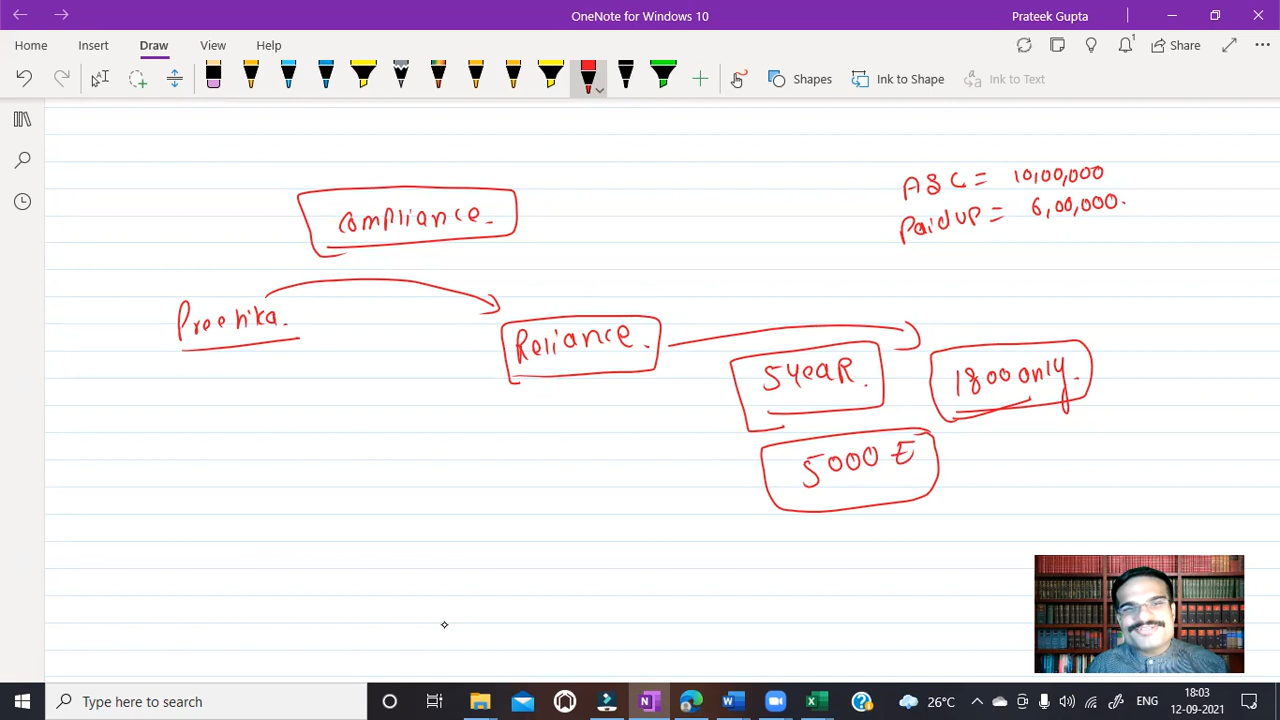 OneNote for Windows 10
Prateek Gupta
Home Insert Draw View Help
Share
Shapes
Ink to Shape
Ink to Text
A&C = 10,00,000
Paid up = 6,00,000.
Compliance.
Preetika.
Reliance.
5 year.
1800 only.
5000 E
Type here to search
26°C
ENG
18:03
12-09-2021